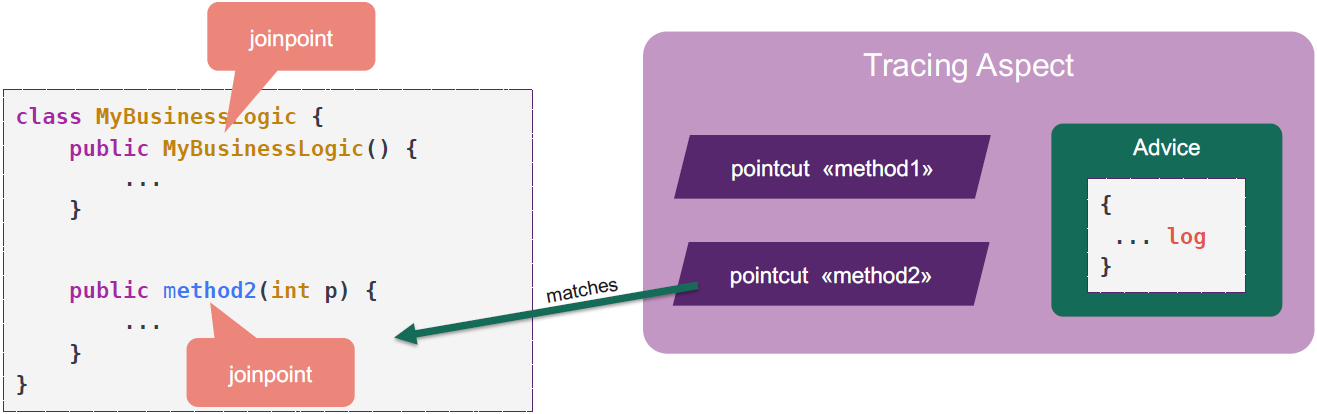 joinpoint
class MyBusinessLogic {
public MyBusinessLogic() {
...
}
public method2(int p) {
...
}
}
joinpoint
matches
Tracing Aspect
pointcut «method1»
pointcut «method2»
Advice
{
... log
}